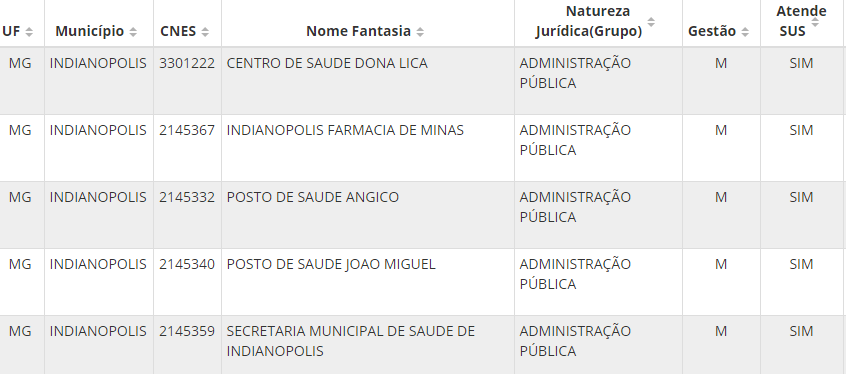 UF Município CNES Nome Fantasia Natureza Jurídica(Grupo) Gestão Atende SUS
MG INDIANOPOLIS 3301222 CENTRO DE SAUDE DONA LICA ADMINISTRAÇÃO PÚBLICA M SIM
MG INDIANOPOLIS 2145367 INDIANOPOLIS FARMACIA DE MINAS ADMINISTRAÇÃO PÚBLICA M SIM
MG INDIANOPOLIS 2145332 POSTO DE SAUDE ANGICO ADMINISTRAÇÃO PÚBLICA M SIM
MG INDIANOPOLIS 2145340 POSTO DE SAUDE JOAO MIGUEL ADMINISTRAÇÃO PÚBLICA M SIM
MG INDIANOPOLIS 2145359 SECRETARIA MUNICIPAL DE SAUDE DE INDIANOPOLIS ADMINISTRAÇÃO PÚBLICA M SIM